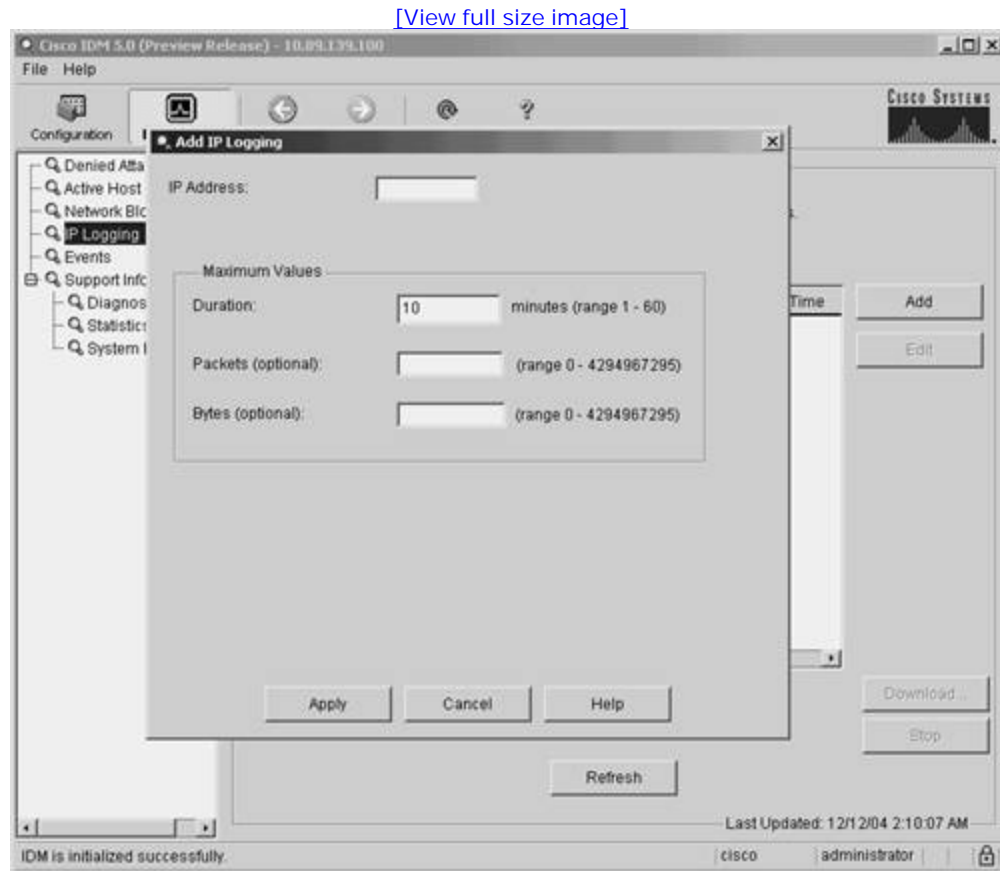 [View full size image]
Cisco IDM 5.0 (Preview Release) - 10.89.139.100
File Help
CISCO SYSTEMS
Configuration
Add IP Logging
Denied Atta
Active Host
Network Blo
IP Logging
Events
Support Info
Diagnos
Statistics
System I
IP Address:
Maximum Values
Duration: 10 minutes (range 1 - 60)
Packets (optional): (range 0 - 4294967295)
Bytes (optional): (range 0 - 4294967295)
s.
Time
Add
Edit
Apply Cancel Help
Download...
Stop
Refresh
Last Updated: 12/12/04 2:10:07 AM
IDM is initialized successfully. cisco administrator